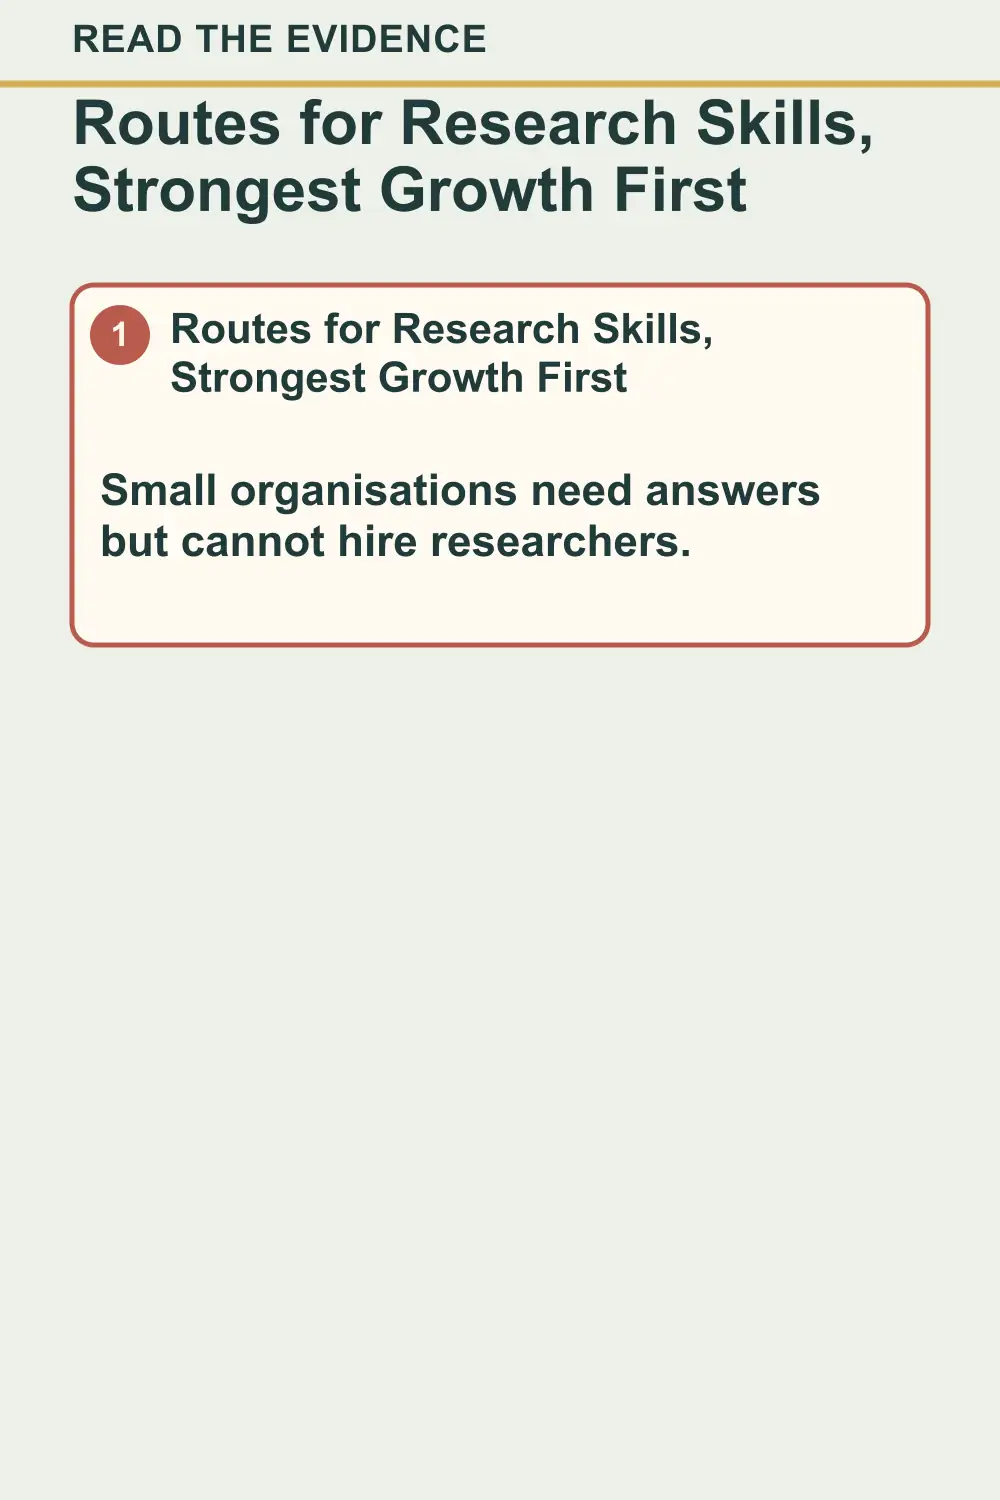 READ THE EVIDENCE
Routes for Research Skills,
Strongest Growth First
1
Routes for Research Skills,
Strongest Growth First
Small organisations need answers
but cannot hire researchers.